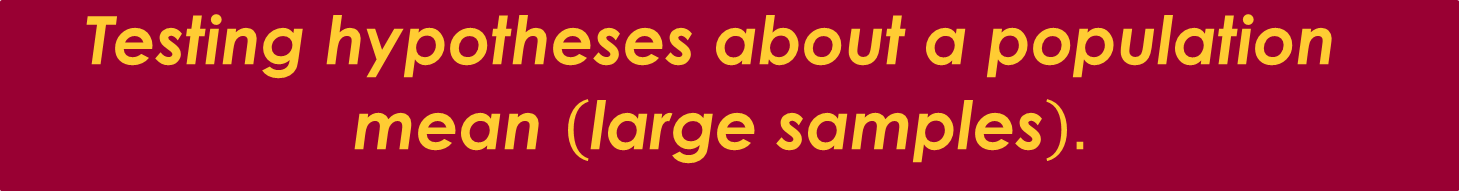 Testing hypotheses about a population
mean (large samples).